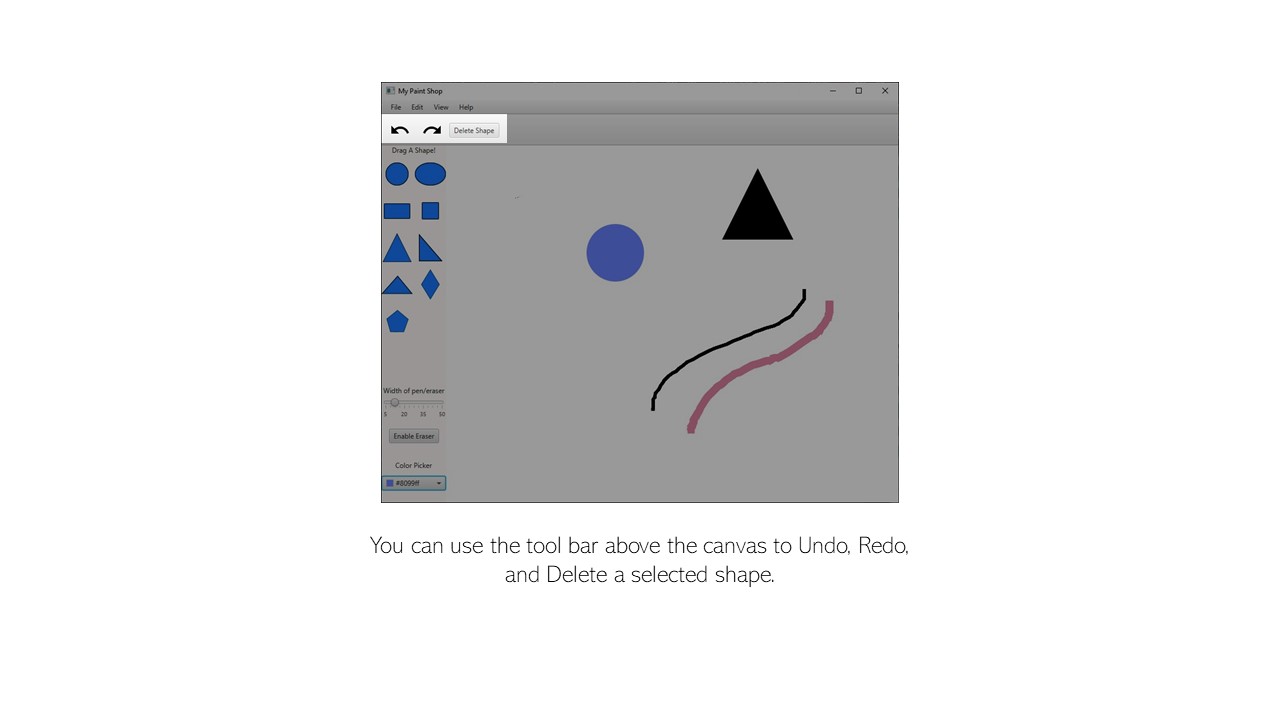 My Paint Shop
File Edit View Help
Delete Shape
Drag A Shape!
Width of pen/eraser
5 20 35 50
Enable Eraser
Color Picker
#8099ff
You can use the tool bar above the canvas to Undo, Redo,
and Delete a selected shape.